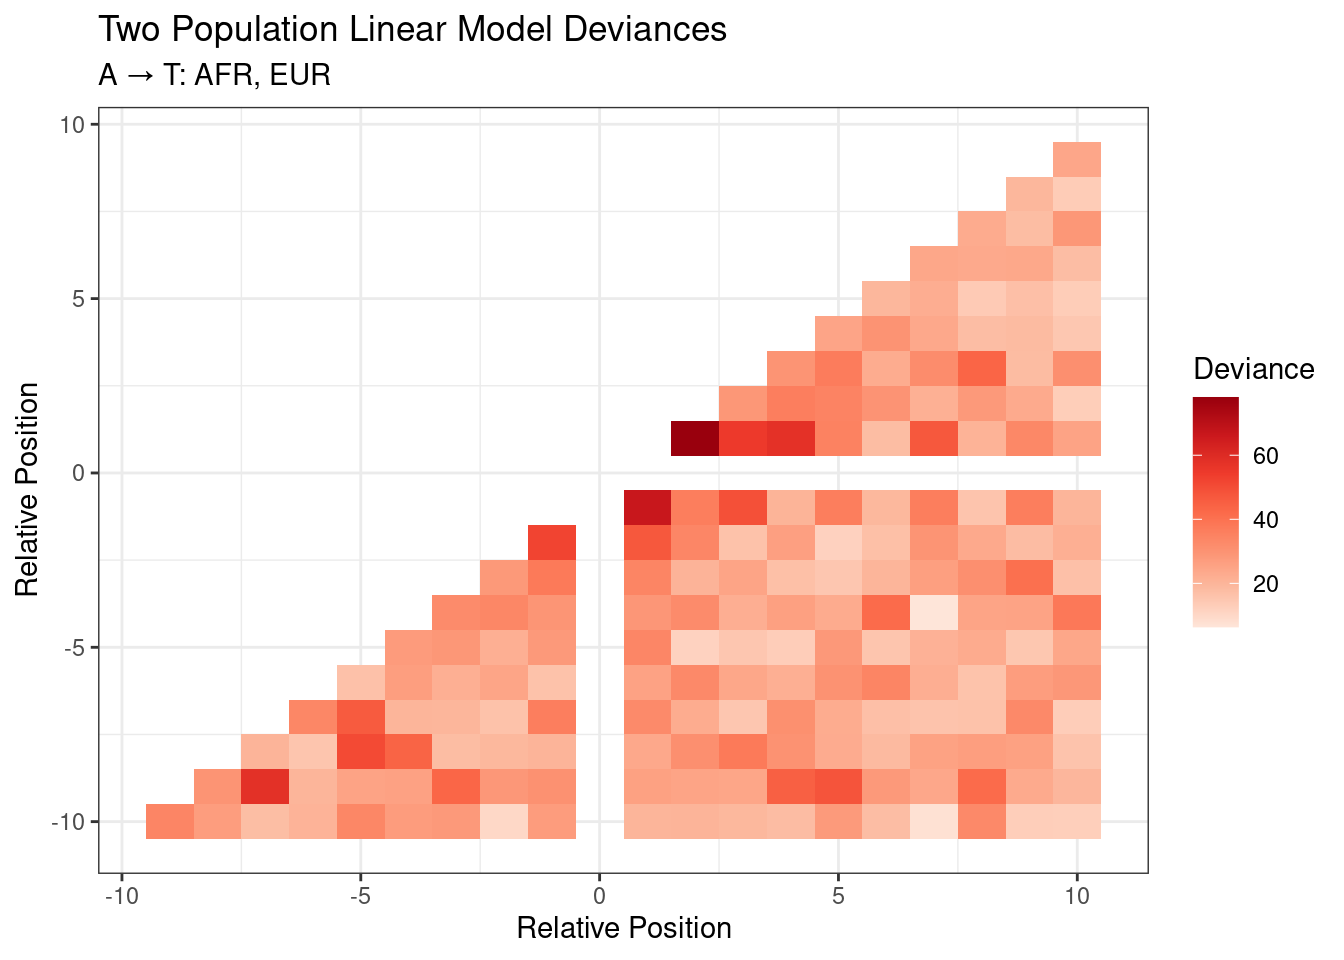 Two Population Linear Model Deviances
A → T: AFR, EUR
10
5
0
-5
-10
Relative Position
-10 -5 0 5 10
Relative Position
Deviance
60
40
20